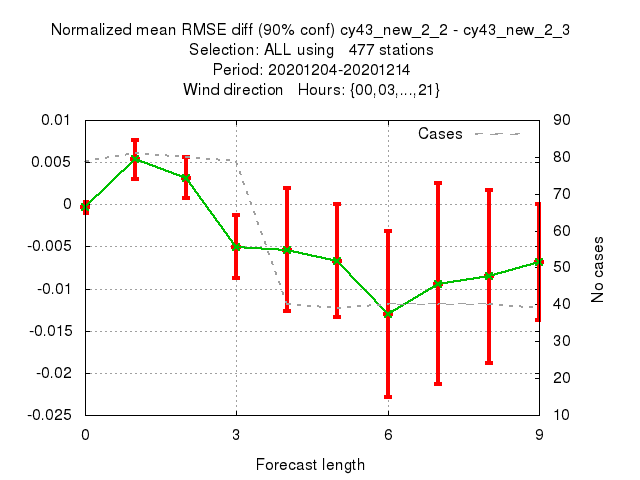 Normalized mean RMSE diff (90% conf) cy43_new_2_2 - cy43_new_2_3
Selection: ALL using   477 stations
Period: 20201204-20201214
Wind direction   Hours: {00,03,...,21}
Cases
0.01
0.005
0
-0.005
-0.01
-0.015
-0.02
-0.025
90
80
70
60
50
40
30
20
10
No cases
0 3 6 9
Forecast length